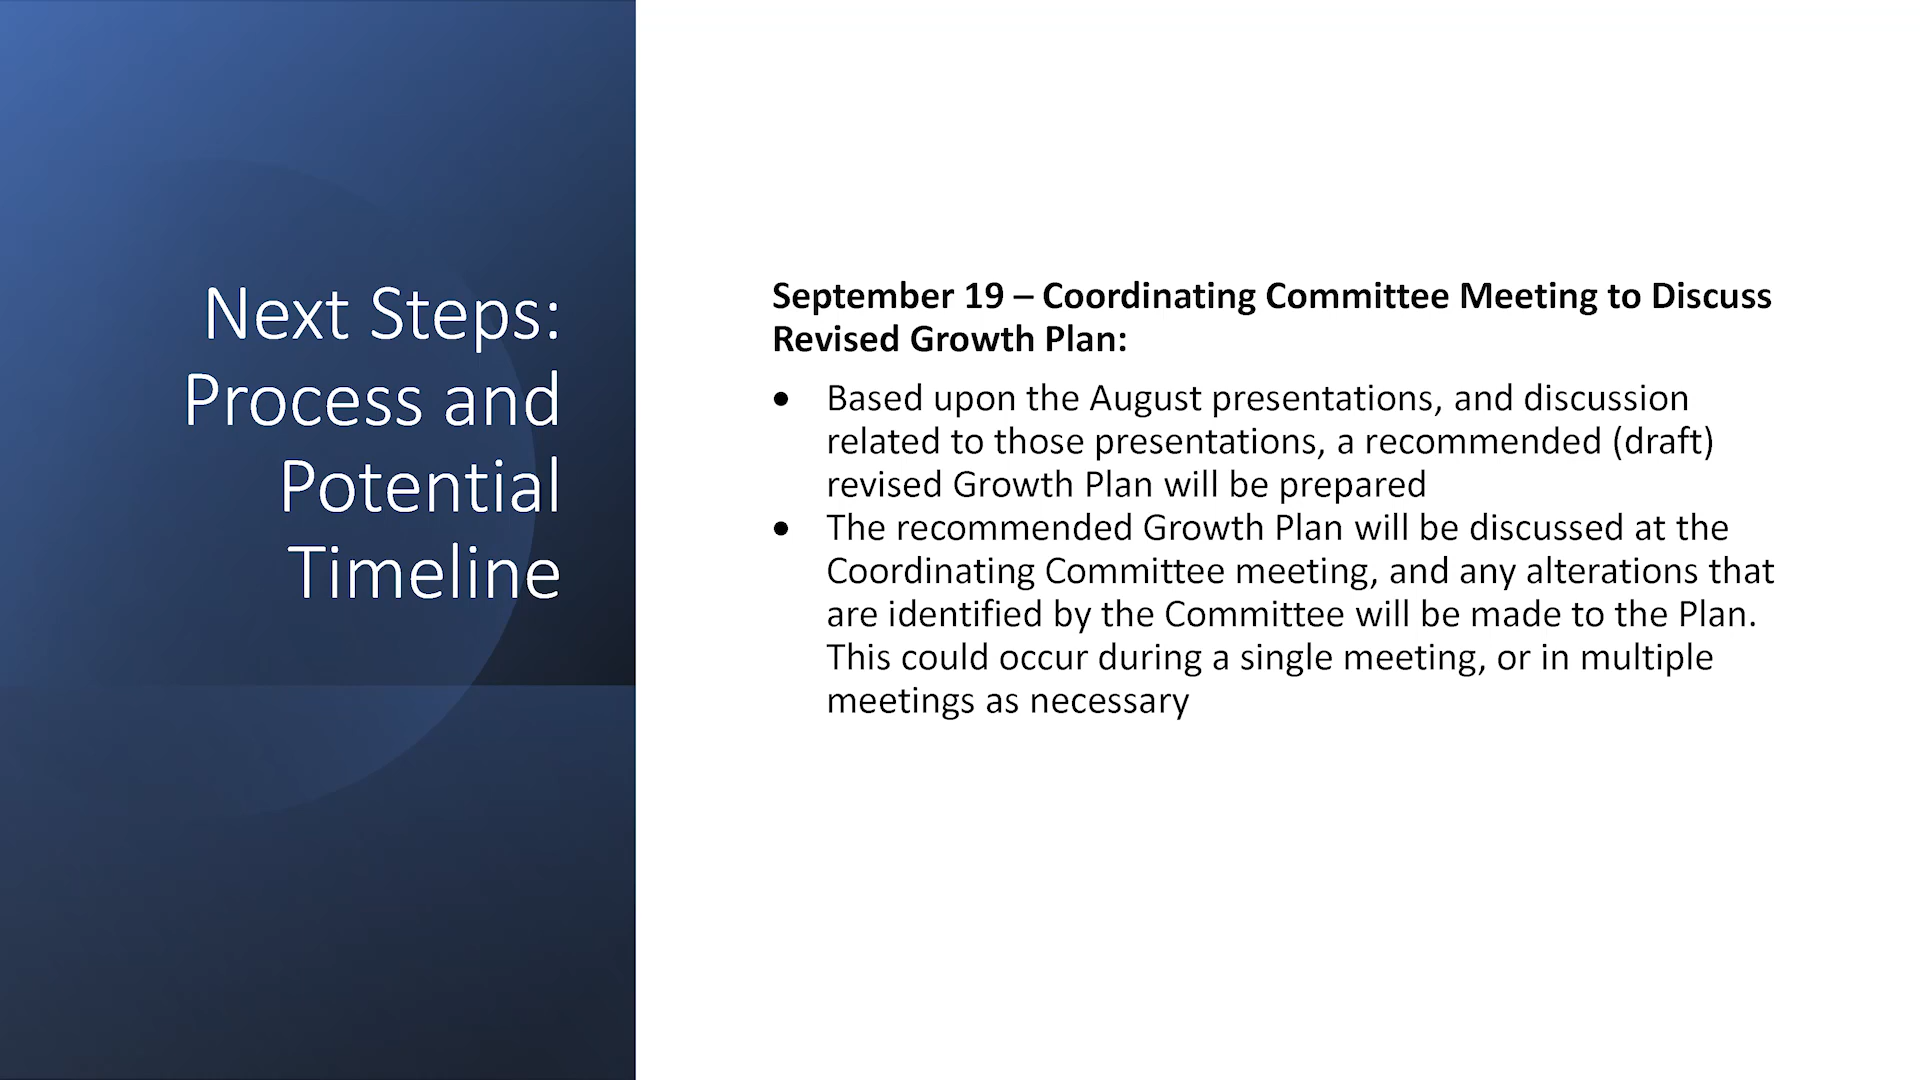 Next Steps:
Process and
Potential
Timeline
September 19 – Coordinating Committee Meeting to Discuss
Revised Growth Plan:
• Based upon the August presentations, and discussion
related to those presentations, a recommended (draft)
revised Growth Plan will be prepared
• The recommended Growth Plan will be discussed at the
Coordinating Committee meeting, and any alterations that
are identified by the Committee will be made to the Plan.
This could occur during a single meeting, or in multiple
meetings as necessary